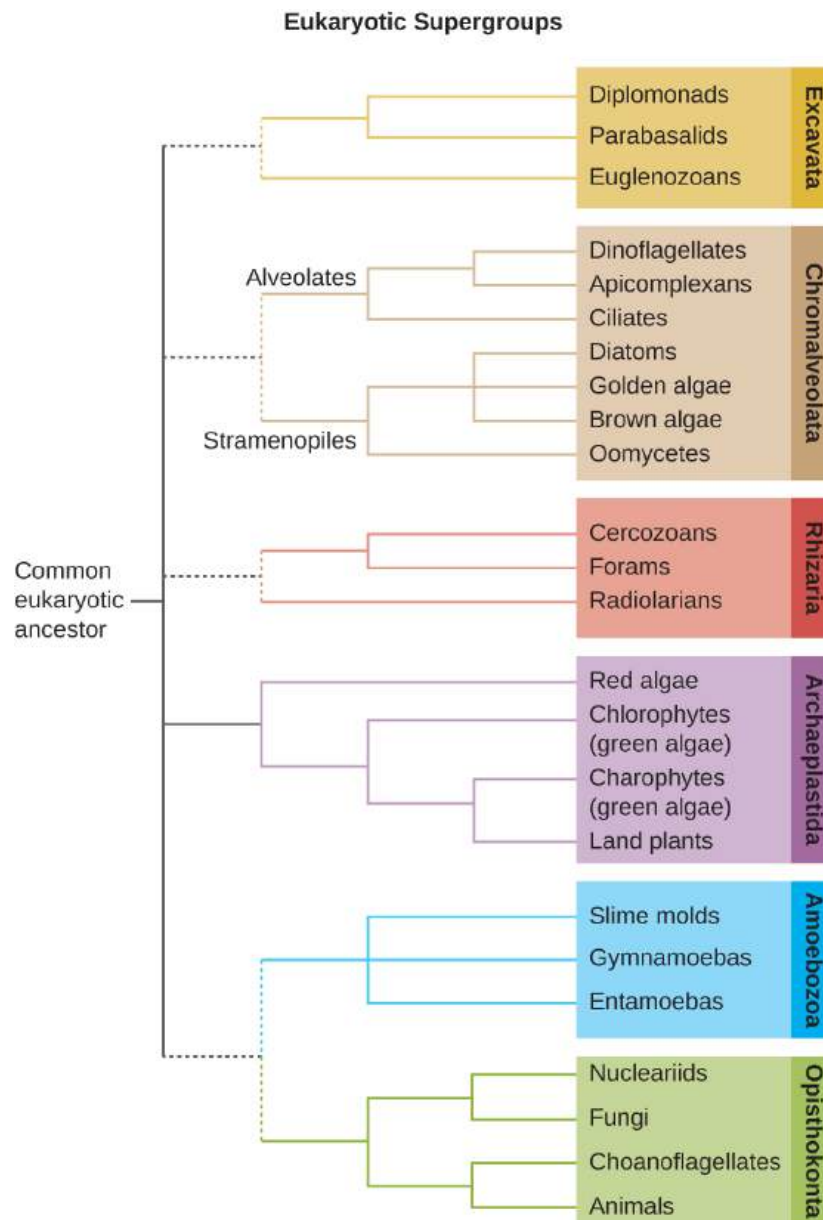 Eukaryotic Supergroups
Diplomonads
Parabasalids
Euglenozoans
Excavata
Alveolates
Stramenopiles
Dinoflagellates
Apicomplexans
Ciliates
Diatoms
Golden algae
Brown algae
Oomycetes
Chromalveolata
Common
eukaryotic
ancestor
Cercozoans
Forams
Radiolarians
Rhizaria
Red algae
Chlorophytes
(green algae)
Charophytes
(green algae)
Land plants
Archaeplastida
Slime molds
Gymnamoebas
Entamoebas
Amoebozoa
Nucleariids
Fungi
Choanoflagellates
Animals
Opisthokonta